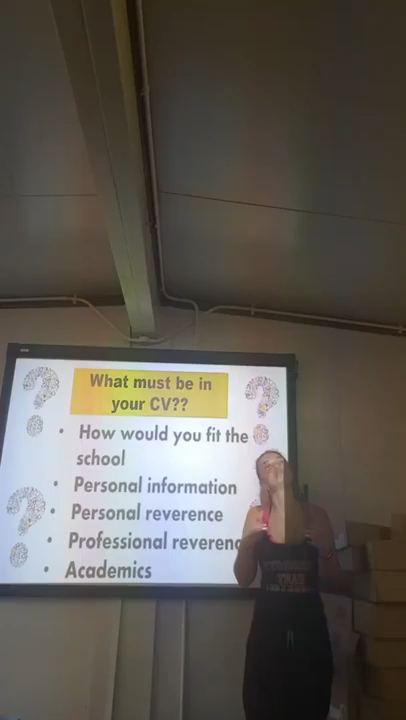 What must be in
your CV??
• How would you fit the
school
• Personal information
• Personal reverence
• Professional reverenc
• Academics